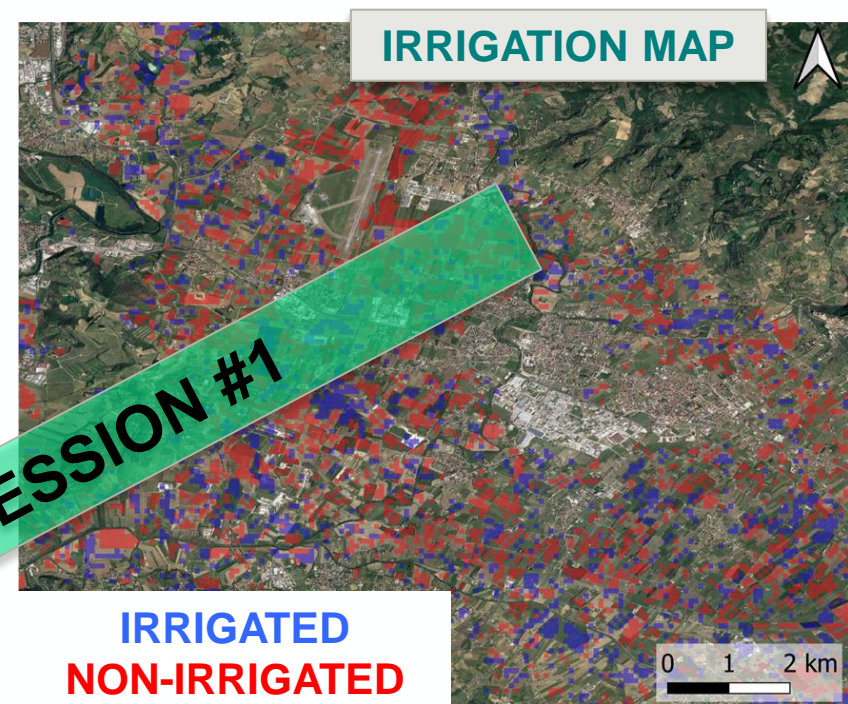 IRRIGATION MAP
ESSION #1
IRRIGATED
NON-IRRIGATED
0 1 2 km